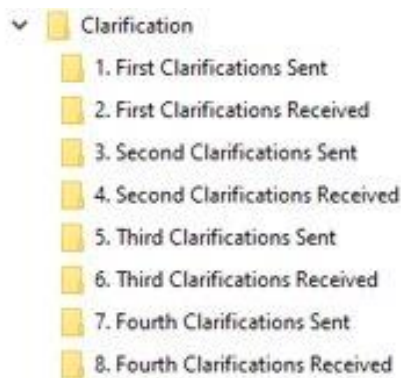 Clarification
1. First Clarifications Sent
2. First Clarifications Received
3. Second Clarifications Sent
4. Second Clarifications Received
5. Third Clarifications Sent
6. Third Clarifications Received
7. Fourth Clarifications Sent
8. Fourth Clarifications Received